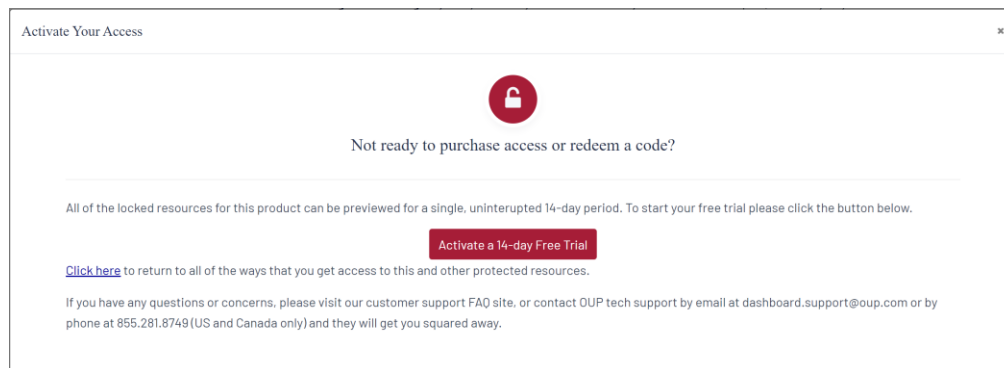 Activate Your Access
Not ready to purchase access or redeem a code?
All of the locked resources for this product can be previewed for a single, uninterupted 14-day period. To start your free trial please click the button below.
Activate a 14-day Free Trial
Click here to return to all of the ways that you get access to this and other protected resources.
If you have any questions or concerns, please visit our customer support FAQ site, or contact OUP tech support by email at dashboard.support@oup.com or by
phone at 855.281.8749 (US and Canada only) and they will get you squared away.